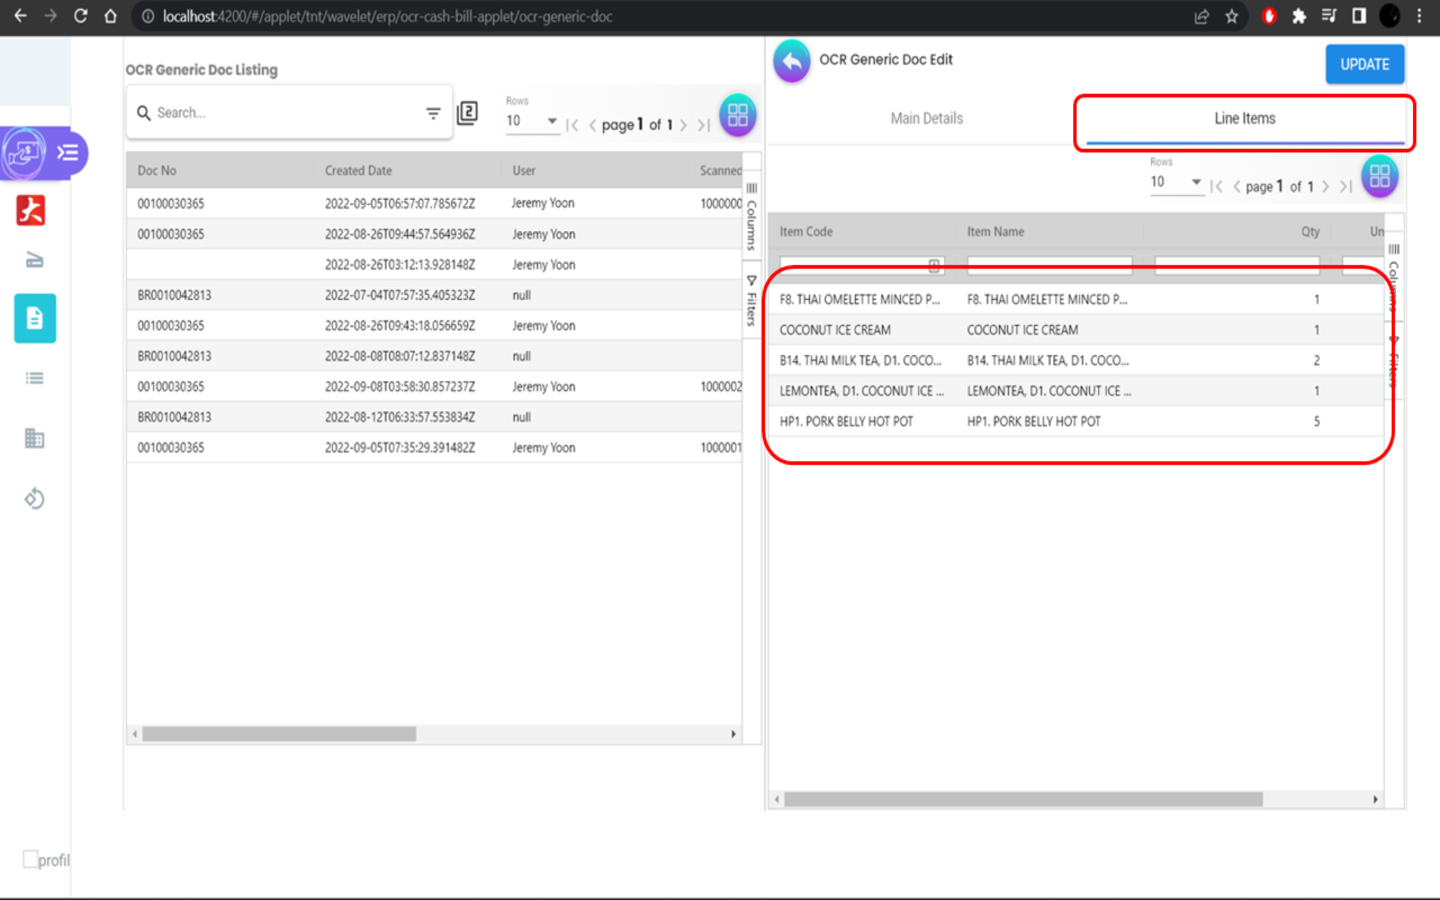 localhost:4200/#/applet/tnt/wavelet/erp/ocr-cash-bill-applet/ocr-generic-doc
OCR Generic Doc Listing
Search...
2
Rows
10
page 1 of 1
Doc No Created Date User Scanned
00100030365 2022-09-05T06:57:07.785672Z Jeremy Yoon 1000000
00100030365 2022-08-26T09:44:57.564936Z Jeremy Yoon
2022-08-26T03:12:13.928148Z Jeremy Yoon
BR0010042813 2022-07-04T07:57:35.405323Z null
00100030365 2022-08-26T09:43:18.056659Z Jeremy Yoon
BR0010042813 2022-08-08T08:07:12.837148Z null
00100030365 2022-09-08T03:58:30.857237Z Jeremy Yoon 1000002
BR0010042813 2022-08-12T06:33:57.553834Z null
00100030365 2022-09-05T07:35:29.391482Z Jeremy Yoon 1000001
Columns
Filters
OCR Generic Doc Edit
UPDATE
Main Details
Line Items
Rows
10
page 1 of 1
Item Code Item Name Qty Un
F8. THAI OMELETTE MINCED P... F8. THAI OMELETTE MINCED P... 1
COCONUT ICE CREAM COCONUT ICE CREAM 1
B14. THAI MILK TEA, D1. COCO... B14. THAI MILK TEA, D1. COCO... 2
LEMONTEA, D1. COCONUT ICE ... LEMONTEA, D1. COCONUT ICE ... 1
HP1. PORK BELLY HOT POT HP1. PORK BELLY HOT POT 5
Columns
Filters
profil